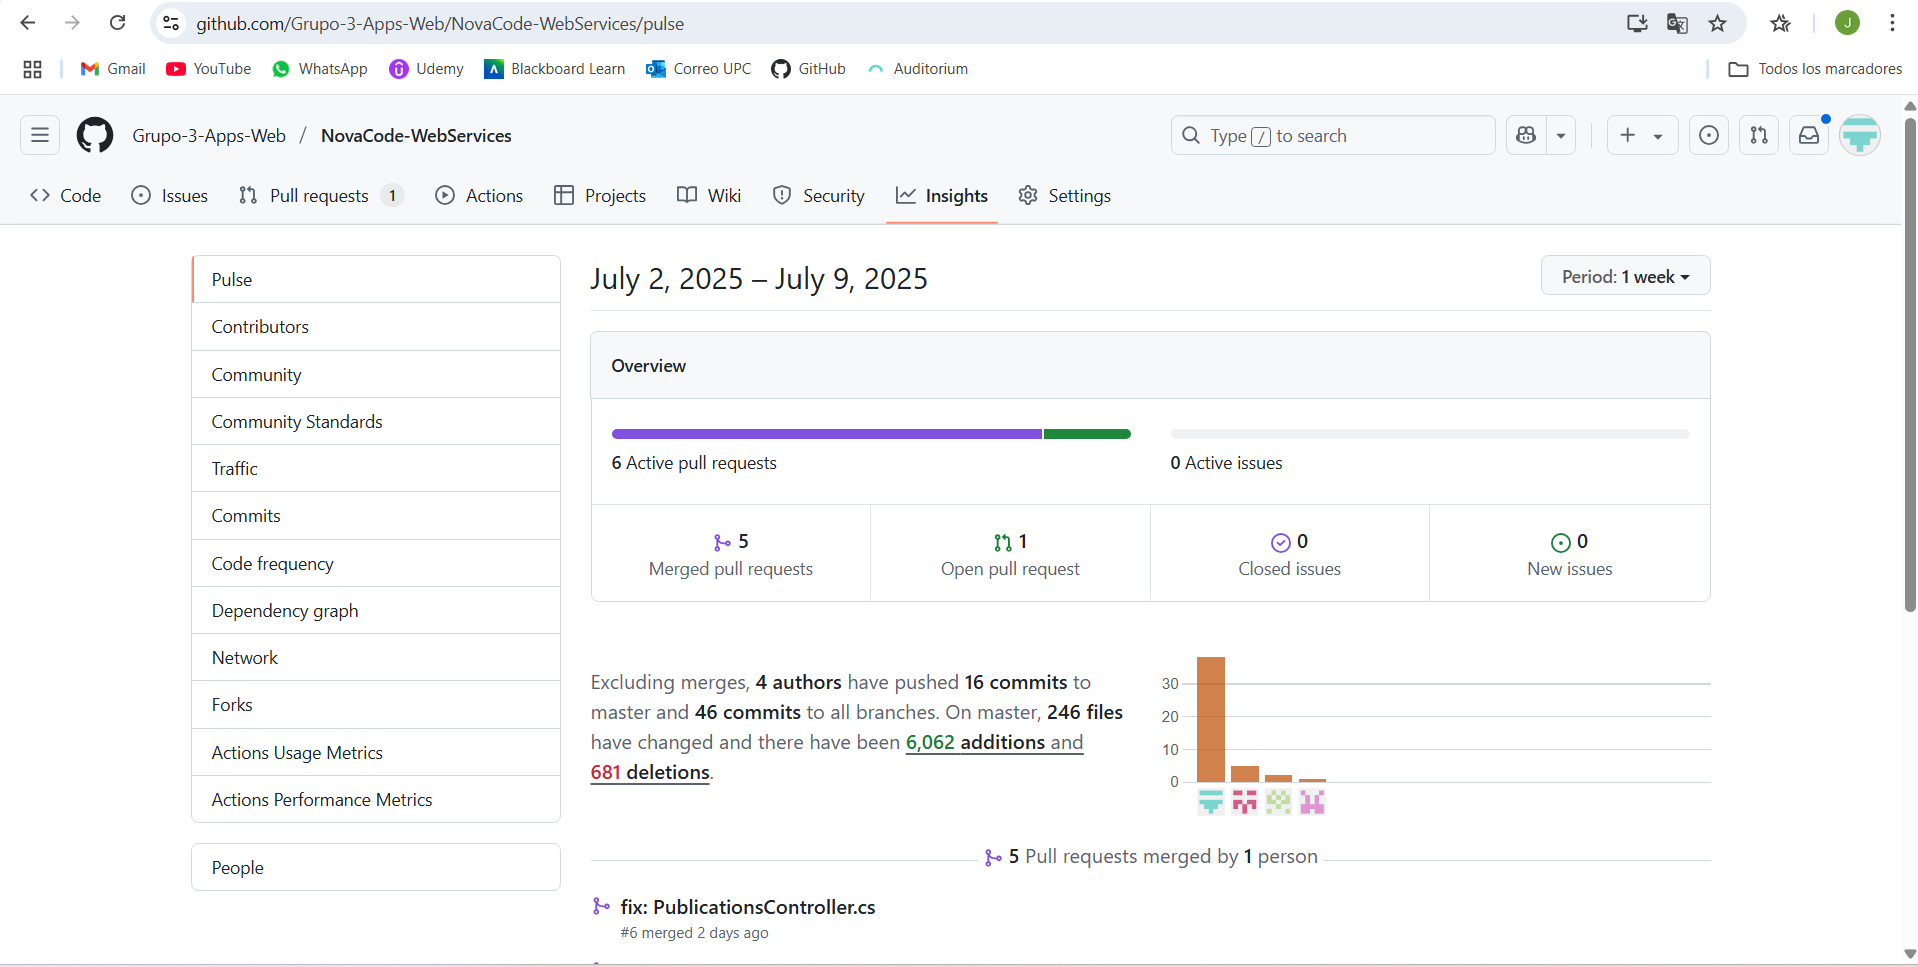 github.com/Grupo-3-Apps-Web/NovaCode-WebServices/pulse
J
Gmail YouTube WhatsApp Udemy Blackboard Learn Correo UPC GitHub Auditorium Todos los marcadores
Grupo-3-Apps-Web / NovaCode-WebServices
Type / to search
Code Issues Pull requests 1 Actions Projects Wiki Security Insights Settings
Pulse
Contributors
Community
Community Standards
Traffic
Commits
Code frequency
Dependency graph
Network
Forks
Actions Usage Metrics
Actions Performance Metrics
People
July 2, 2025 – July 9, 2025
Period: 1 week
Overview
6 Active pull requests
0 Active issues
5
Merged pull requests
1
Open pull request
0
Closed issues
0
New issues
Excluding merges, 4 authors have pushed 16 commits to
master and 46 commits to all branches. On master, 246 files
have changed and there have been 6,062 additions and
681 deletions.
30
20
10
0
5 Pull requests merged by 1 person
fix: PublicationsController.cs
#6 merged 2 days ago